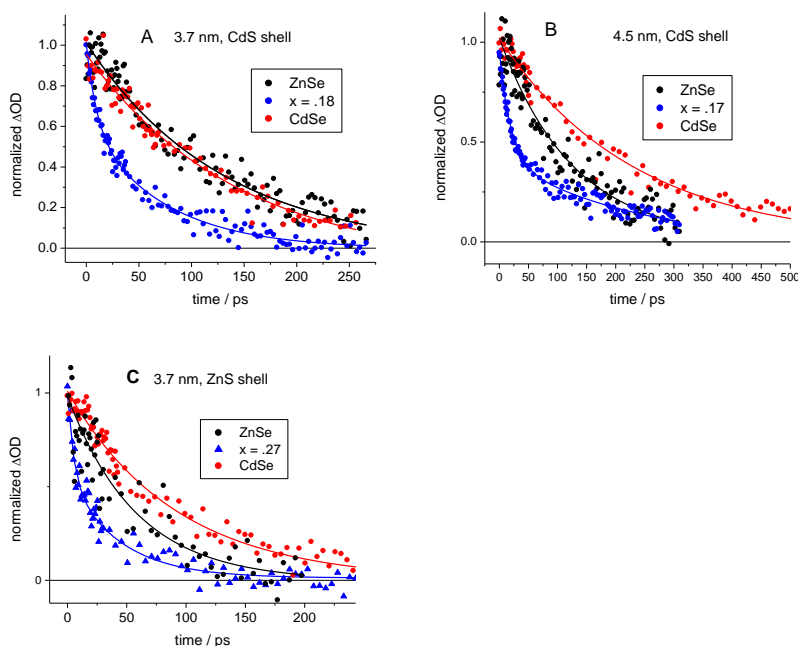 A
3.7 nm, CdS shell
ZnSe
x = .18
CdSe
normalized ΔOD
1.0
0.8
0.6
0.4
0.2
0.0
0
50
100
150
200
250
time / ps
B
4.5 nm, CdS shell
ZnSe
x = .17
CdSe
normalized ΔOD
1.0
0.5
0.0
0
50
100
150
200
250
300
350
400
450
500
time / ps
C 3.7 nm, ZnS shell
ZnSe
x = .27
CdSe
normalized ΔOD
1
0
0
50
100
150
200
time / ps